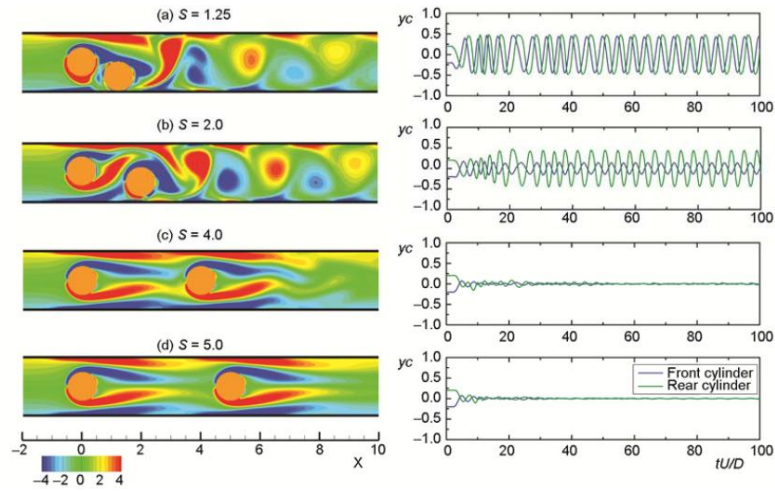 (a) S = 1.25
(b) S = 2.0
(c) S = 4.0
(d) S = 5.0
−2 0 2 4 6 8 10
X
−4 −2 0 2 4
yc 1.0
0.5
0.0
−0.5
−1.0
0 20 40 60 80 100
yc 1.0
0.5
0.0
−0.5
−1.0
0 20 40 60 80 100
yc 1.0
0.5
0.0
−0.5
−1.0
0 20 40 60 80 100
yc 1.0
0.5
0.0
−0.5
−1.0
Front cylinder
Rear cylinder
0 20 40 60 80 100
tU/D